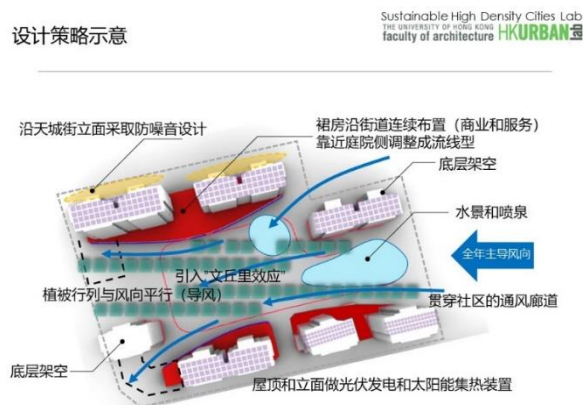 设计策略示意
Sustainable High Density Cities Lab
THE UNIVERSITY OF HONG KONG
faculty of architecture HKURBANlab
沿天城街立面采取防噪音设计
裙房沿街道连续布置（商业和服务）
靠近庭院侧调整成流线型
底层架空
水景和喷泉
全年主导风向
引入“文丘里效应”
植被行列与风向平行（导风）
贯穿社区的通风廊道
底层架空
屋顶和立面做光伏发电和太阳能集热装置